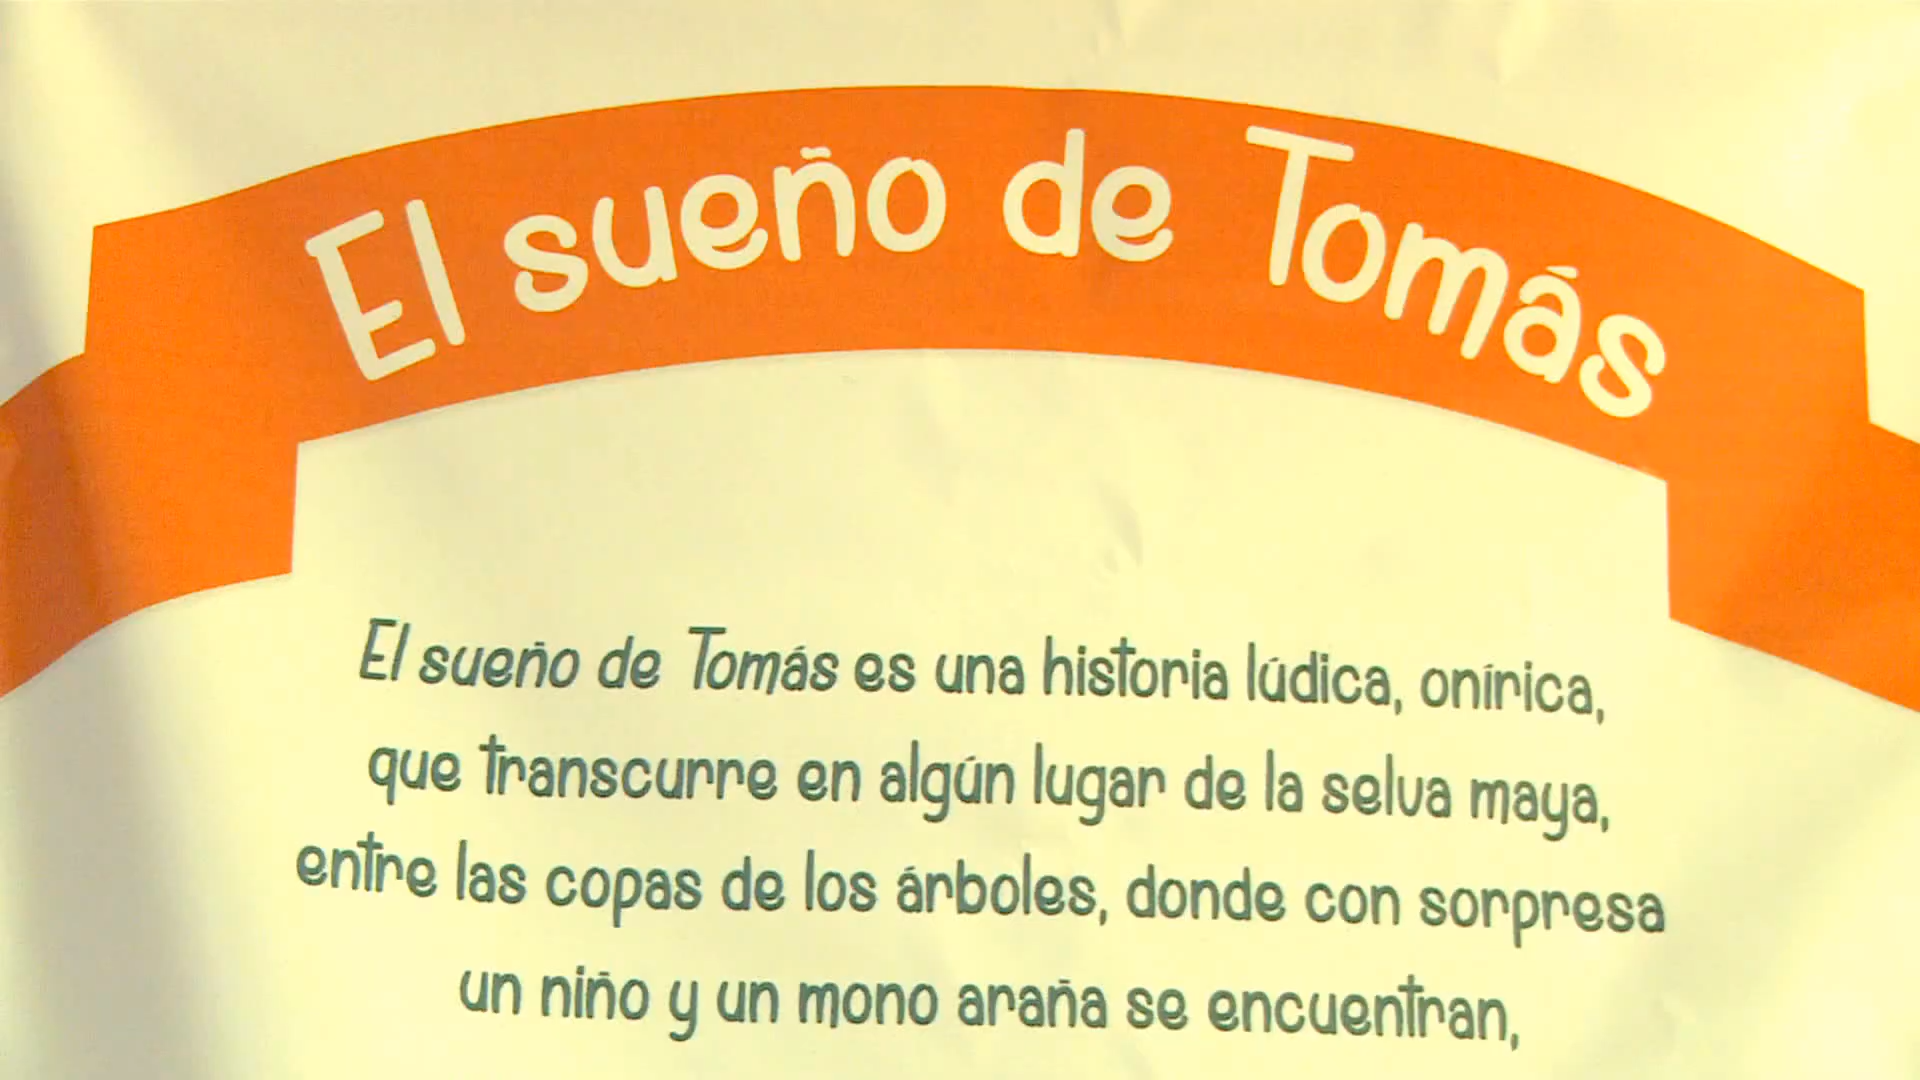 El sueño de Tomás
El sueño de Tomás es una historia lúdica, onírica,
que transcurre en algún lugar de la selva maya,
entre las copas de los árboles, donde con sorpresa
un niño y un mono araña se encuentran,